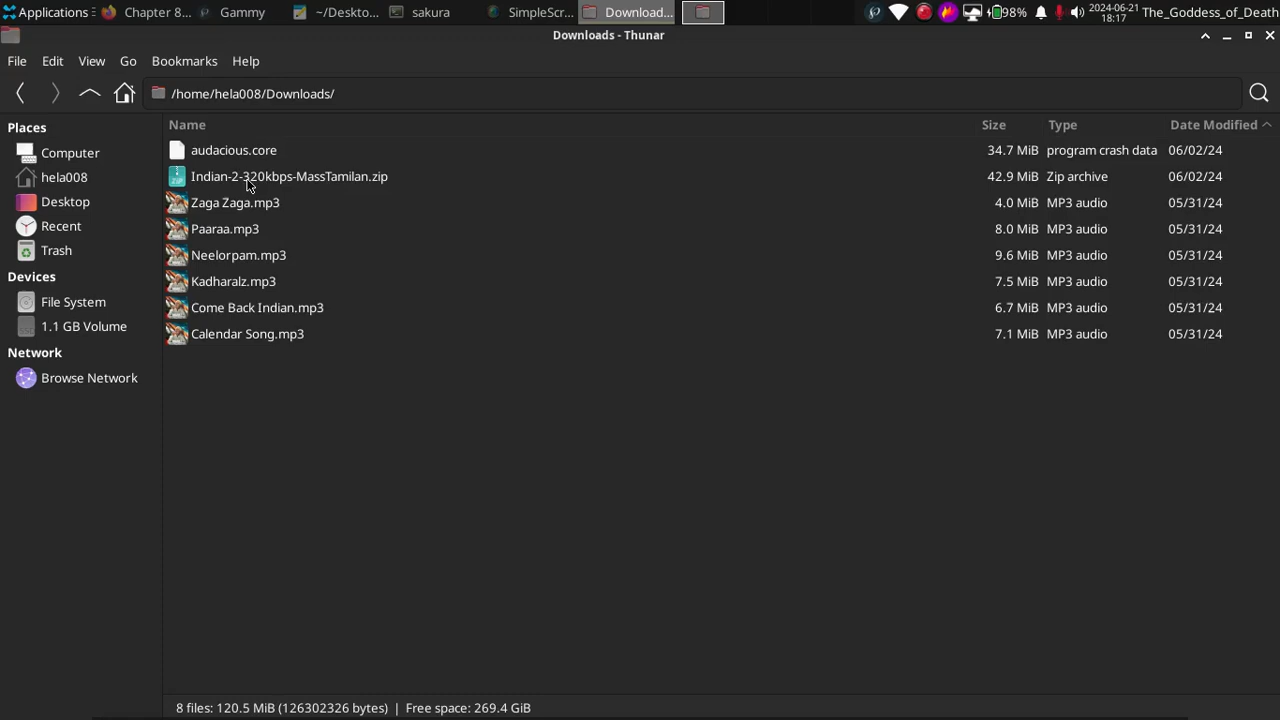 Applications
Chapter 8...
Gammy
~/Deskto...
sakura
SimpleScr...
Download...
98%
2024-06-21
18:17
The_Goddess_of_Death
Downloads - Thunar
File Edit View Go Bookmarks Help
/home/hela008/Downloads/
Places
Computer
hela008
Desktop
Recent
Trash
Devices
File System
1.1 GB Volume
Network
Browse Network
Name Size Type Date Modified
audacious.core 34.7 MiB program crash data 06/02/24
Indian-2-320kbps-MassTamilan.zip 42.9 MiB Zip archive 06/02/24
Zaga Zaga.mp3 4.0 MiB MP3 audio 05/31/24
Paaraa.mp3 8.0 MiB MP3 audio 05/31/24
Neelorpam.mp3 9.6 MiB MP3 audio 05/31/24
Kadharalz.mp3 7.5 MiB MP3 audio 05/31/24
Come Back Indian.mp3 6.7 MiB MP3 audio 05/31/24
Calendar Song.mp3 7.1 MiB MP3 audio 05/31/24
8 files: 120.5 MiB (126302326 bytes) | Free space: 269.4 GiB